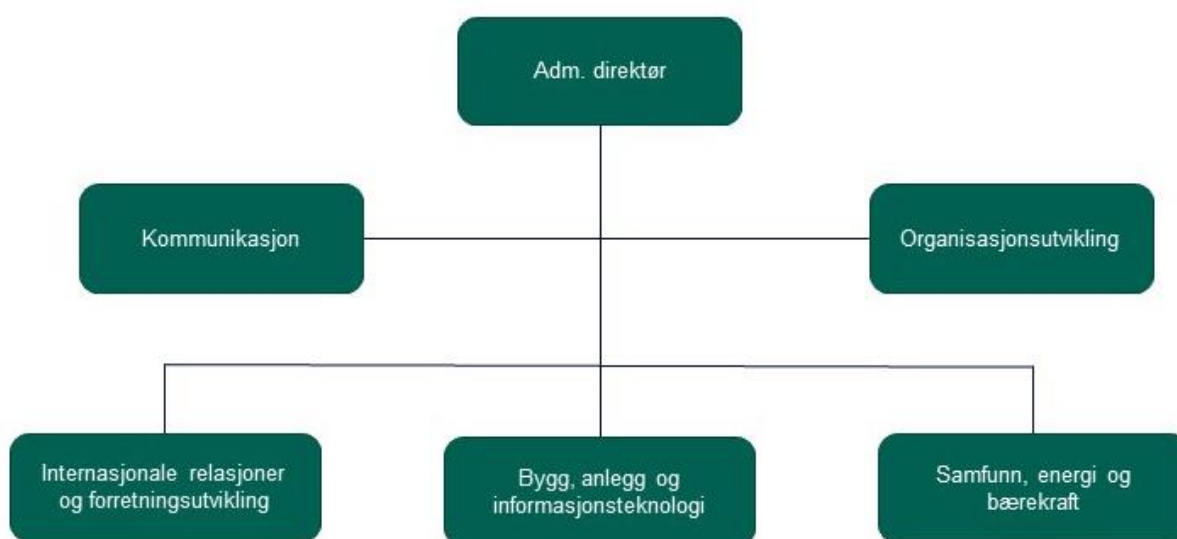 Adm. direktør
Kommunikasjon
Organisasjonsutvikling
Internasjonale relasjoner
og forretningsutvikling
Bygg, anlegg og
informasjonsteknologi
Samfunn, energi og
bærekraft